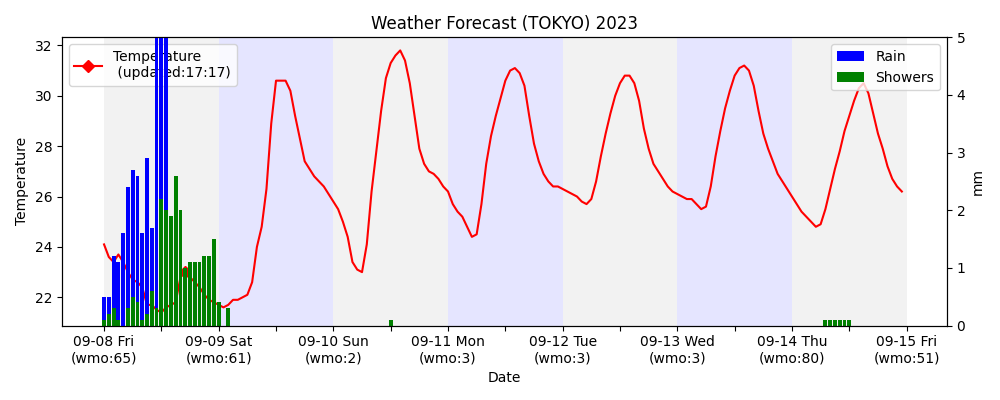 Weather Forecast (TOKYO) 2023
Temperature
(updated:17:17)
Rain
Showers
Temperature
32
30
28
26
24
22
5
4
3
2
1
0
mm
09-08 Fri
(wmo:65)
09-09 Sat
(wmo:61)
09-10 Sun
(wmo:2)
09-11 Mon
(wmo:3)
09-12 Tue
(wmo:3)
09-13 Wed
(wmo:3)
09-14 Thu
(wmo:80)
09-15 Fri
(wmo:51)
Date